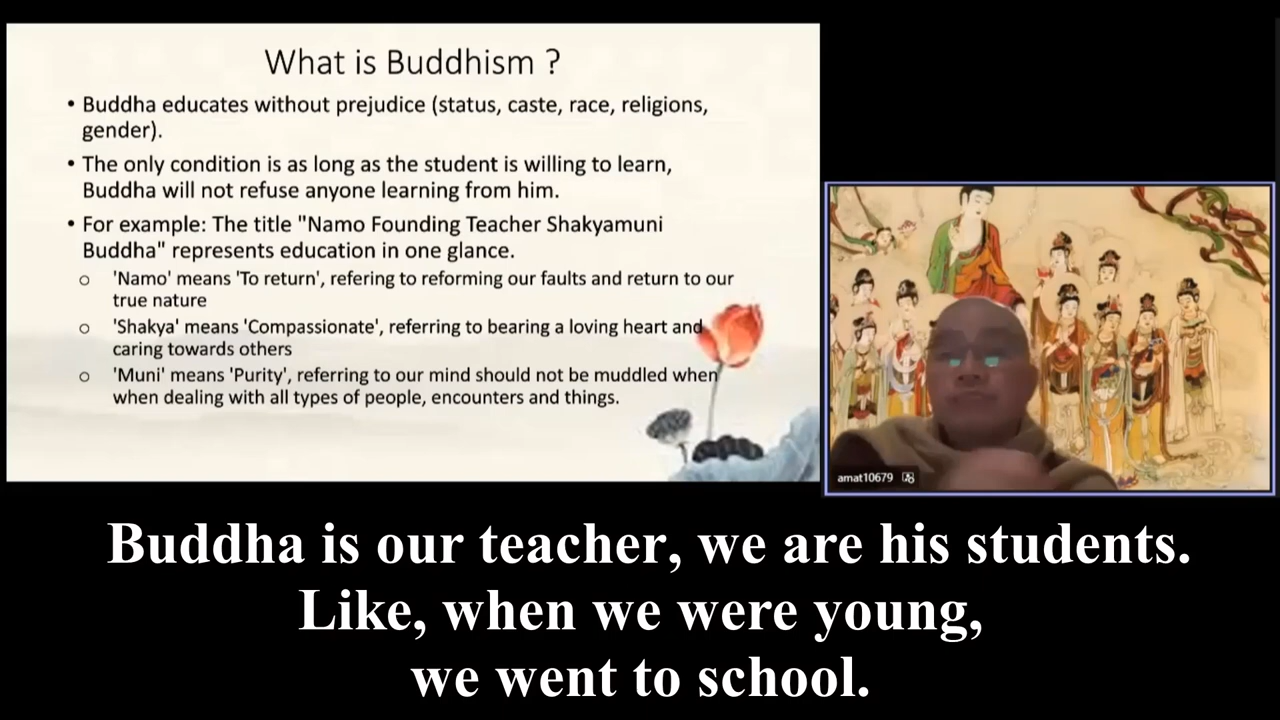 What is Buddhism ?
• Buddha educates without prejudice (status, caste, race, religions,
gender).
• The only condition is as long as the student is willing to learn,
Buddha will not refuse anyone learning from him.
• For example: The title "Namo Founding Teacher Shakyamuni
Buddha" represents education in one glance.
o 'Namo' means 'To return', refering to reforming our faults and return to our
true nature
o 'Shakya' means 'Compassionate', referring to bearing a loving heart and
caring towards others
o 'Muni' means 'Purity', referring to our mind should not be muddled when
when dealing with all types of people, encounters and things.
amat10679
Buddha is our teacher, we are his students.
Like, when we were young,
we went to school.